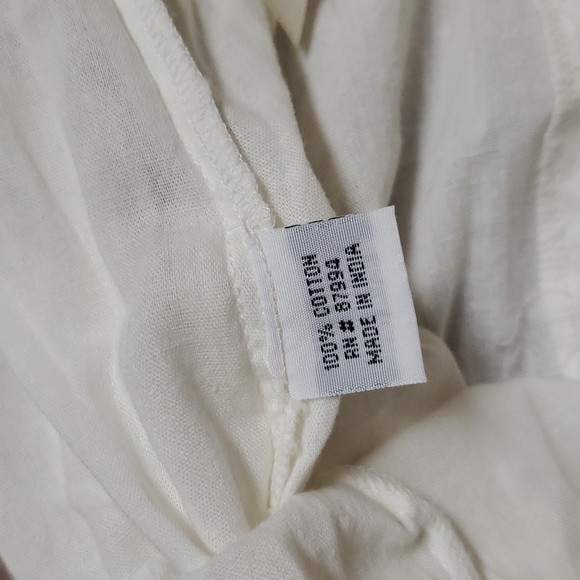 100% COTTON
RN # 87994
MADE IN INDIA